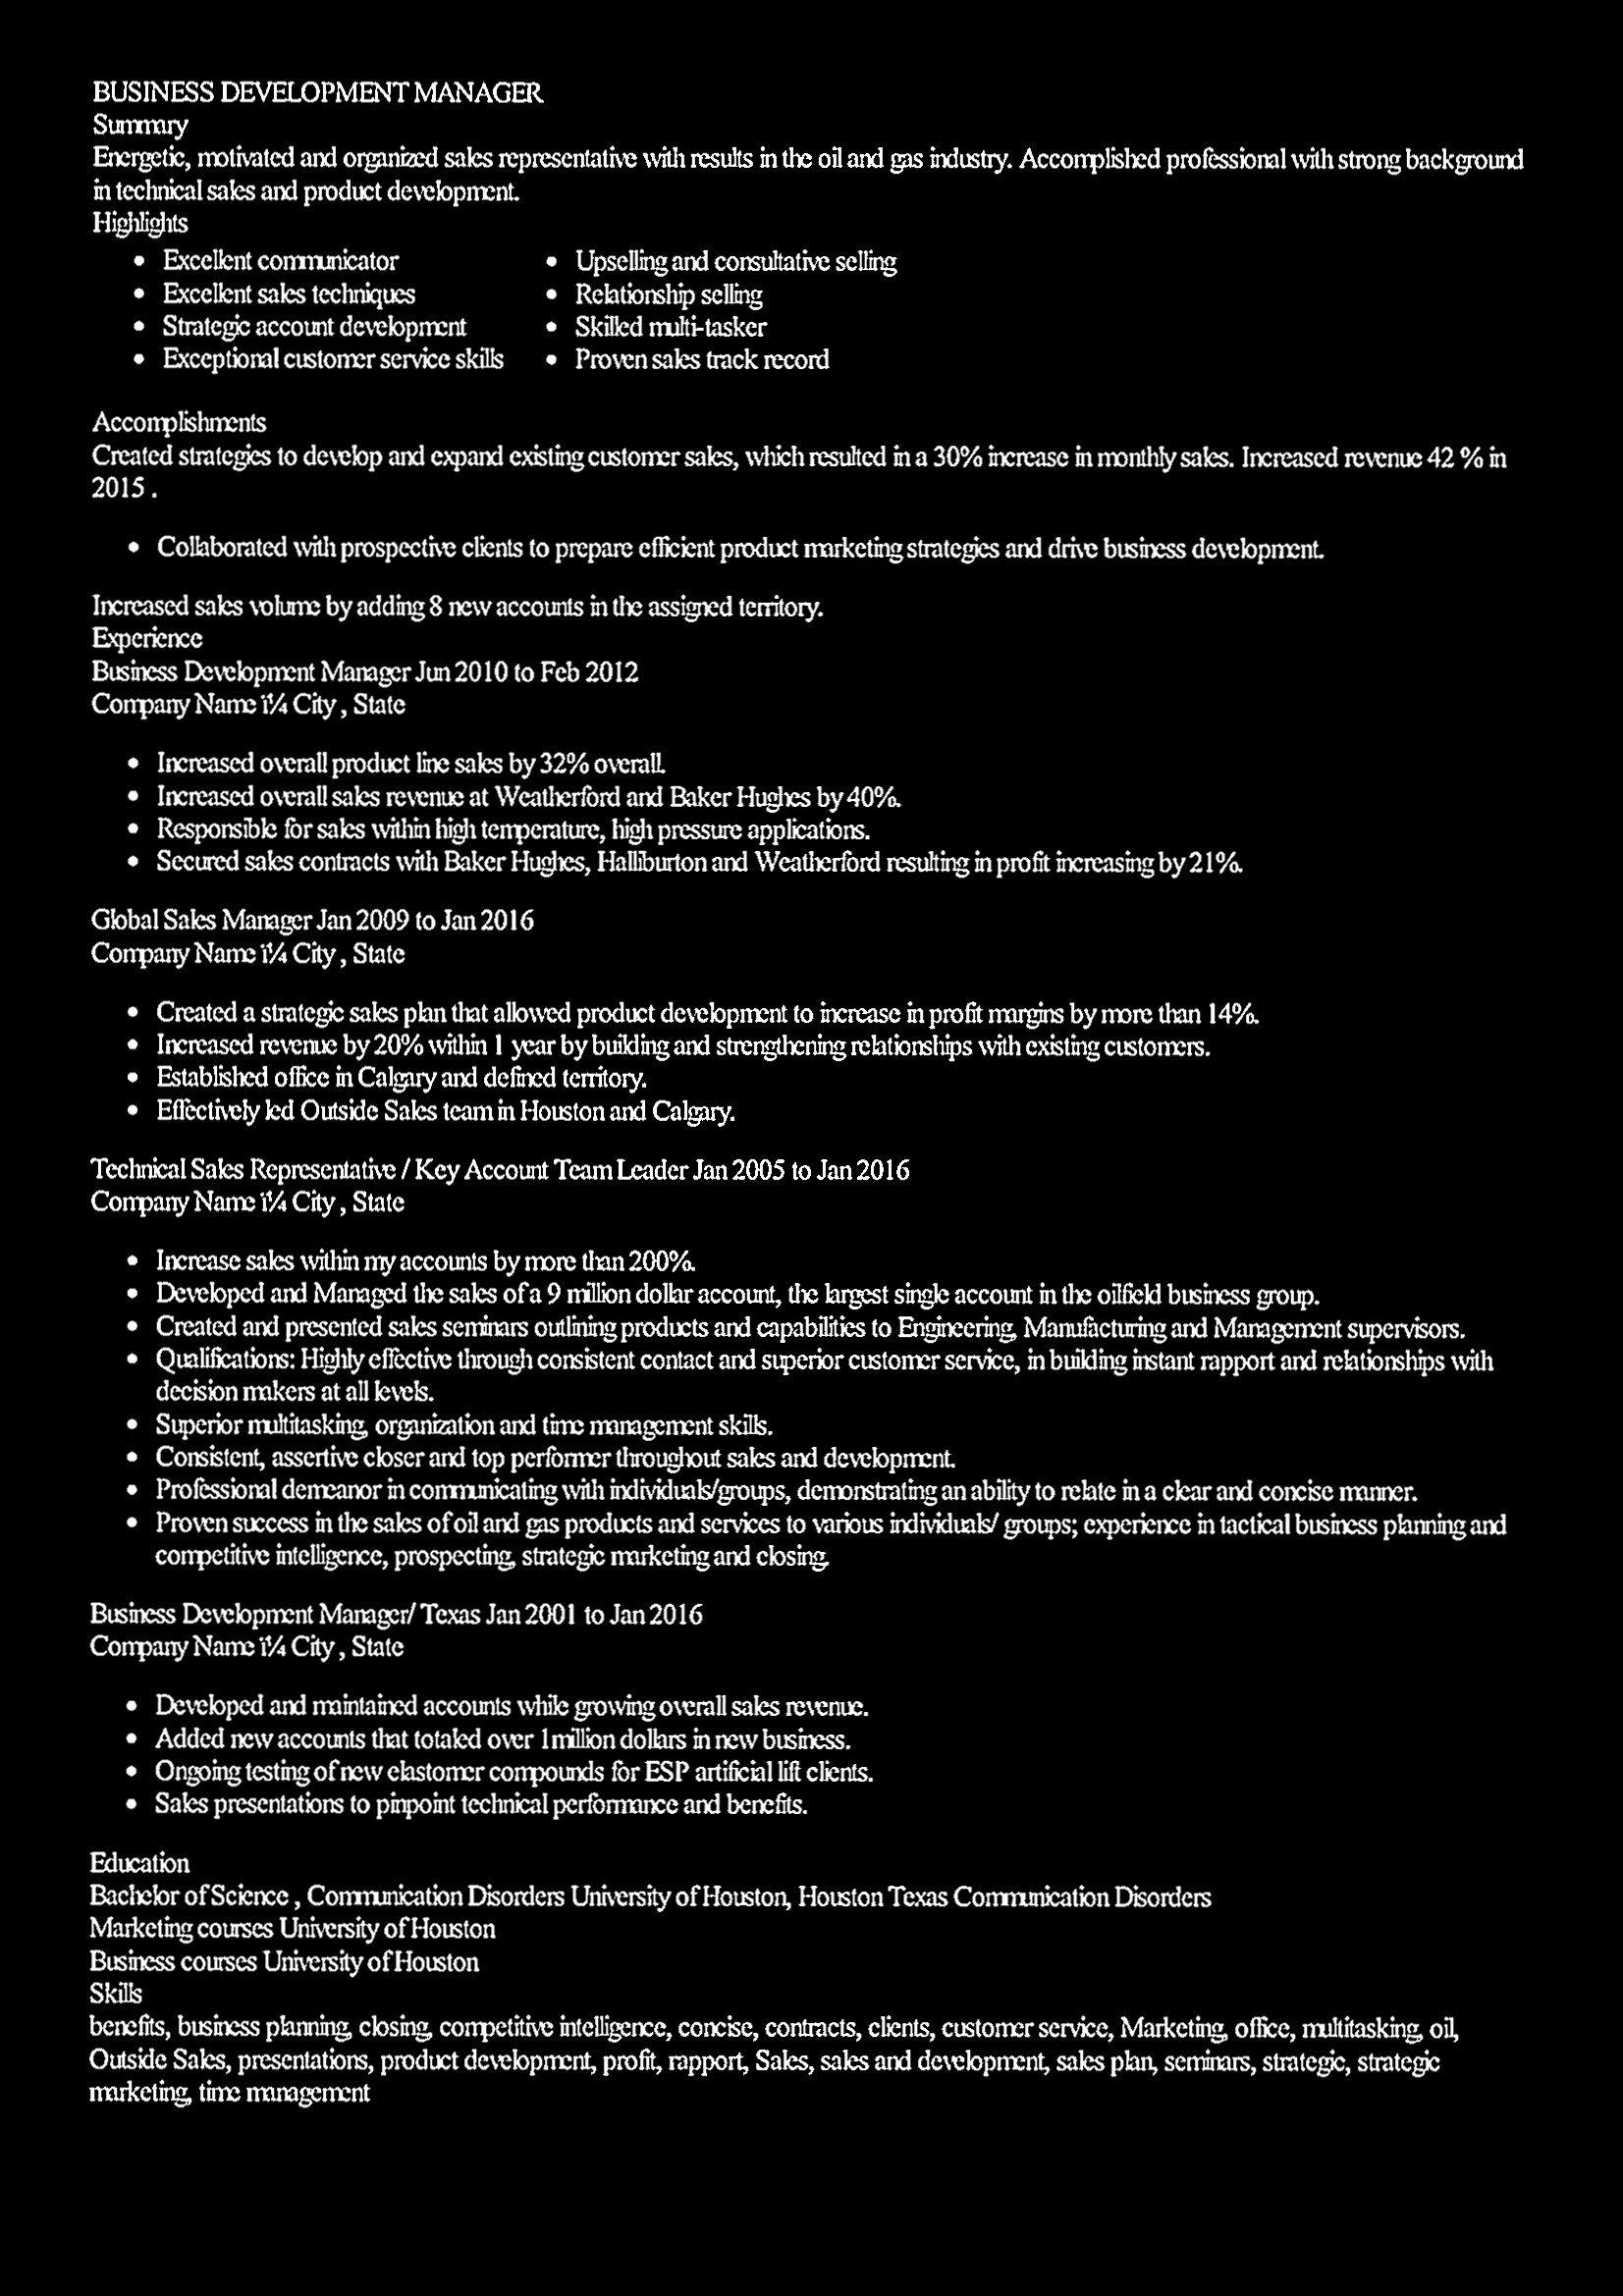 BUSINESS DEVELOPMENT MANAGER
Summary
Energetic, motivated and organized sales representative with results in the oil and gas industry. Accomplished professional with strong background
in technical sales and product development.
Highlights
• Excellent communicator
• Excellent sales techniques
• Strategic account development
• Exceptional customer service skills
• Upselling and consultative selling
• Relationship selling
• Skilled multi-tasker
• Proven sales track record
Accomplishments
Created strategies to develop and expand existing customer sales, which resulted in a 30% increase in monthly sales. Increased revenue 42 % in
2015 .
• Collaborated with prospective clients to prepare efficient product marketing strategies and drive business development.
Increased sales volume by adding 8 new accounts in the assigned territory.
Experience
Business Development Manager Jun 2010 to Feb 2012
Company Name ï¼ City , State
• Increased overall product line sales by 32% overall.
• Increased overall sales revenue at Weatherford and Baker Hughes by 40%.
• Responsible for sales within high temperature, high pressure applications.
• Secured sales contracts with Baker Hughes, Halliburton and Weatherford resulting in profit increasing by 21%.
Global Sales Manager Jan 2009 to Jan 2016
Company Name ï¼ City , State
• Created a strategic sales plan that allowed product development to increase in profit margins by more than 14%.
• Increased revenue by 20% within 1 year by building and strengthening relationships with existing customers.
• Established office in Calgary and defined territory.
• Effectively led Outside Sales team in Houston and Calgary.
Technical Sales Representative / Key Account Team Leader Jan 2005 to Jan 2016
Company Name ï¼ City , State
• Increase sales within my accounts by more than 200%.
• Developed and Managed the sales of a 9 million dollar account, the largest single account in the oilfield business group.
• Created and presented sales seminars outlining products and capabilities to Engineering, Manufacturing and Management supervisors.
• Qualifications: Highly effective through consistent contact and superior customer service, in building instant rapport and relationships with
decision makers at all levels.
• Superior multitasking, organization and time management skills.
• Consistent, assertive closer and top performer throughout sales and development.
• Professional demeanor in communicating with individuals/groups, demonstrating an ability to relate in a clear and concise manner.
• Proven success in the sales of oil and gas products and services to various individuals/ groups; experience in tactical business planning and
competitive intelligence, prospecting, strategic marketing and closing.
Business Development Manager/ Texas Jan 2001 to Jan 2016
Company Name ï¼ City , State
• Developed and maintained accounts while growing overall sales revenue.
• Added new accounts that totaled over 1million dollars in new business.
• Ongoing testing of new elastomer compounds for ESP artificial lift clients.
• Sales presentations to pinpoint technical performance and benefits.
Education
Bachelor of Science , Communication Disorders University of Houston, Houston Texas Communication Disorders
Marketing courses University of Houston
Business courses University of Houston
Skills
benefits, business planning, closing, competitive intelligence, concise, contracts, clients, customer service, Marketing, office, multitasking, oil,
Outside Sales, presentations, product development, profit, rapport, Sales, sales and development, sales plan, seminars, strategic, strategic
marketing, time management